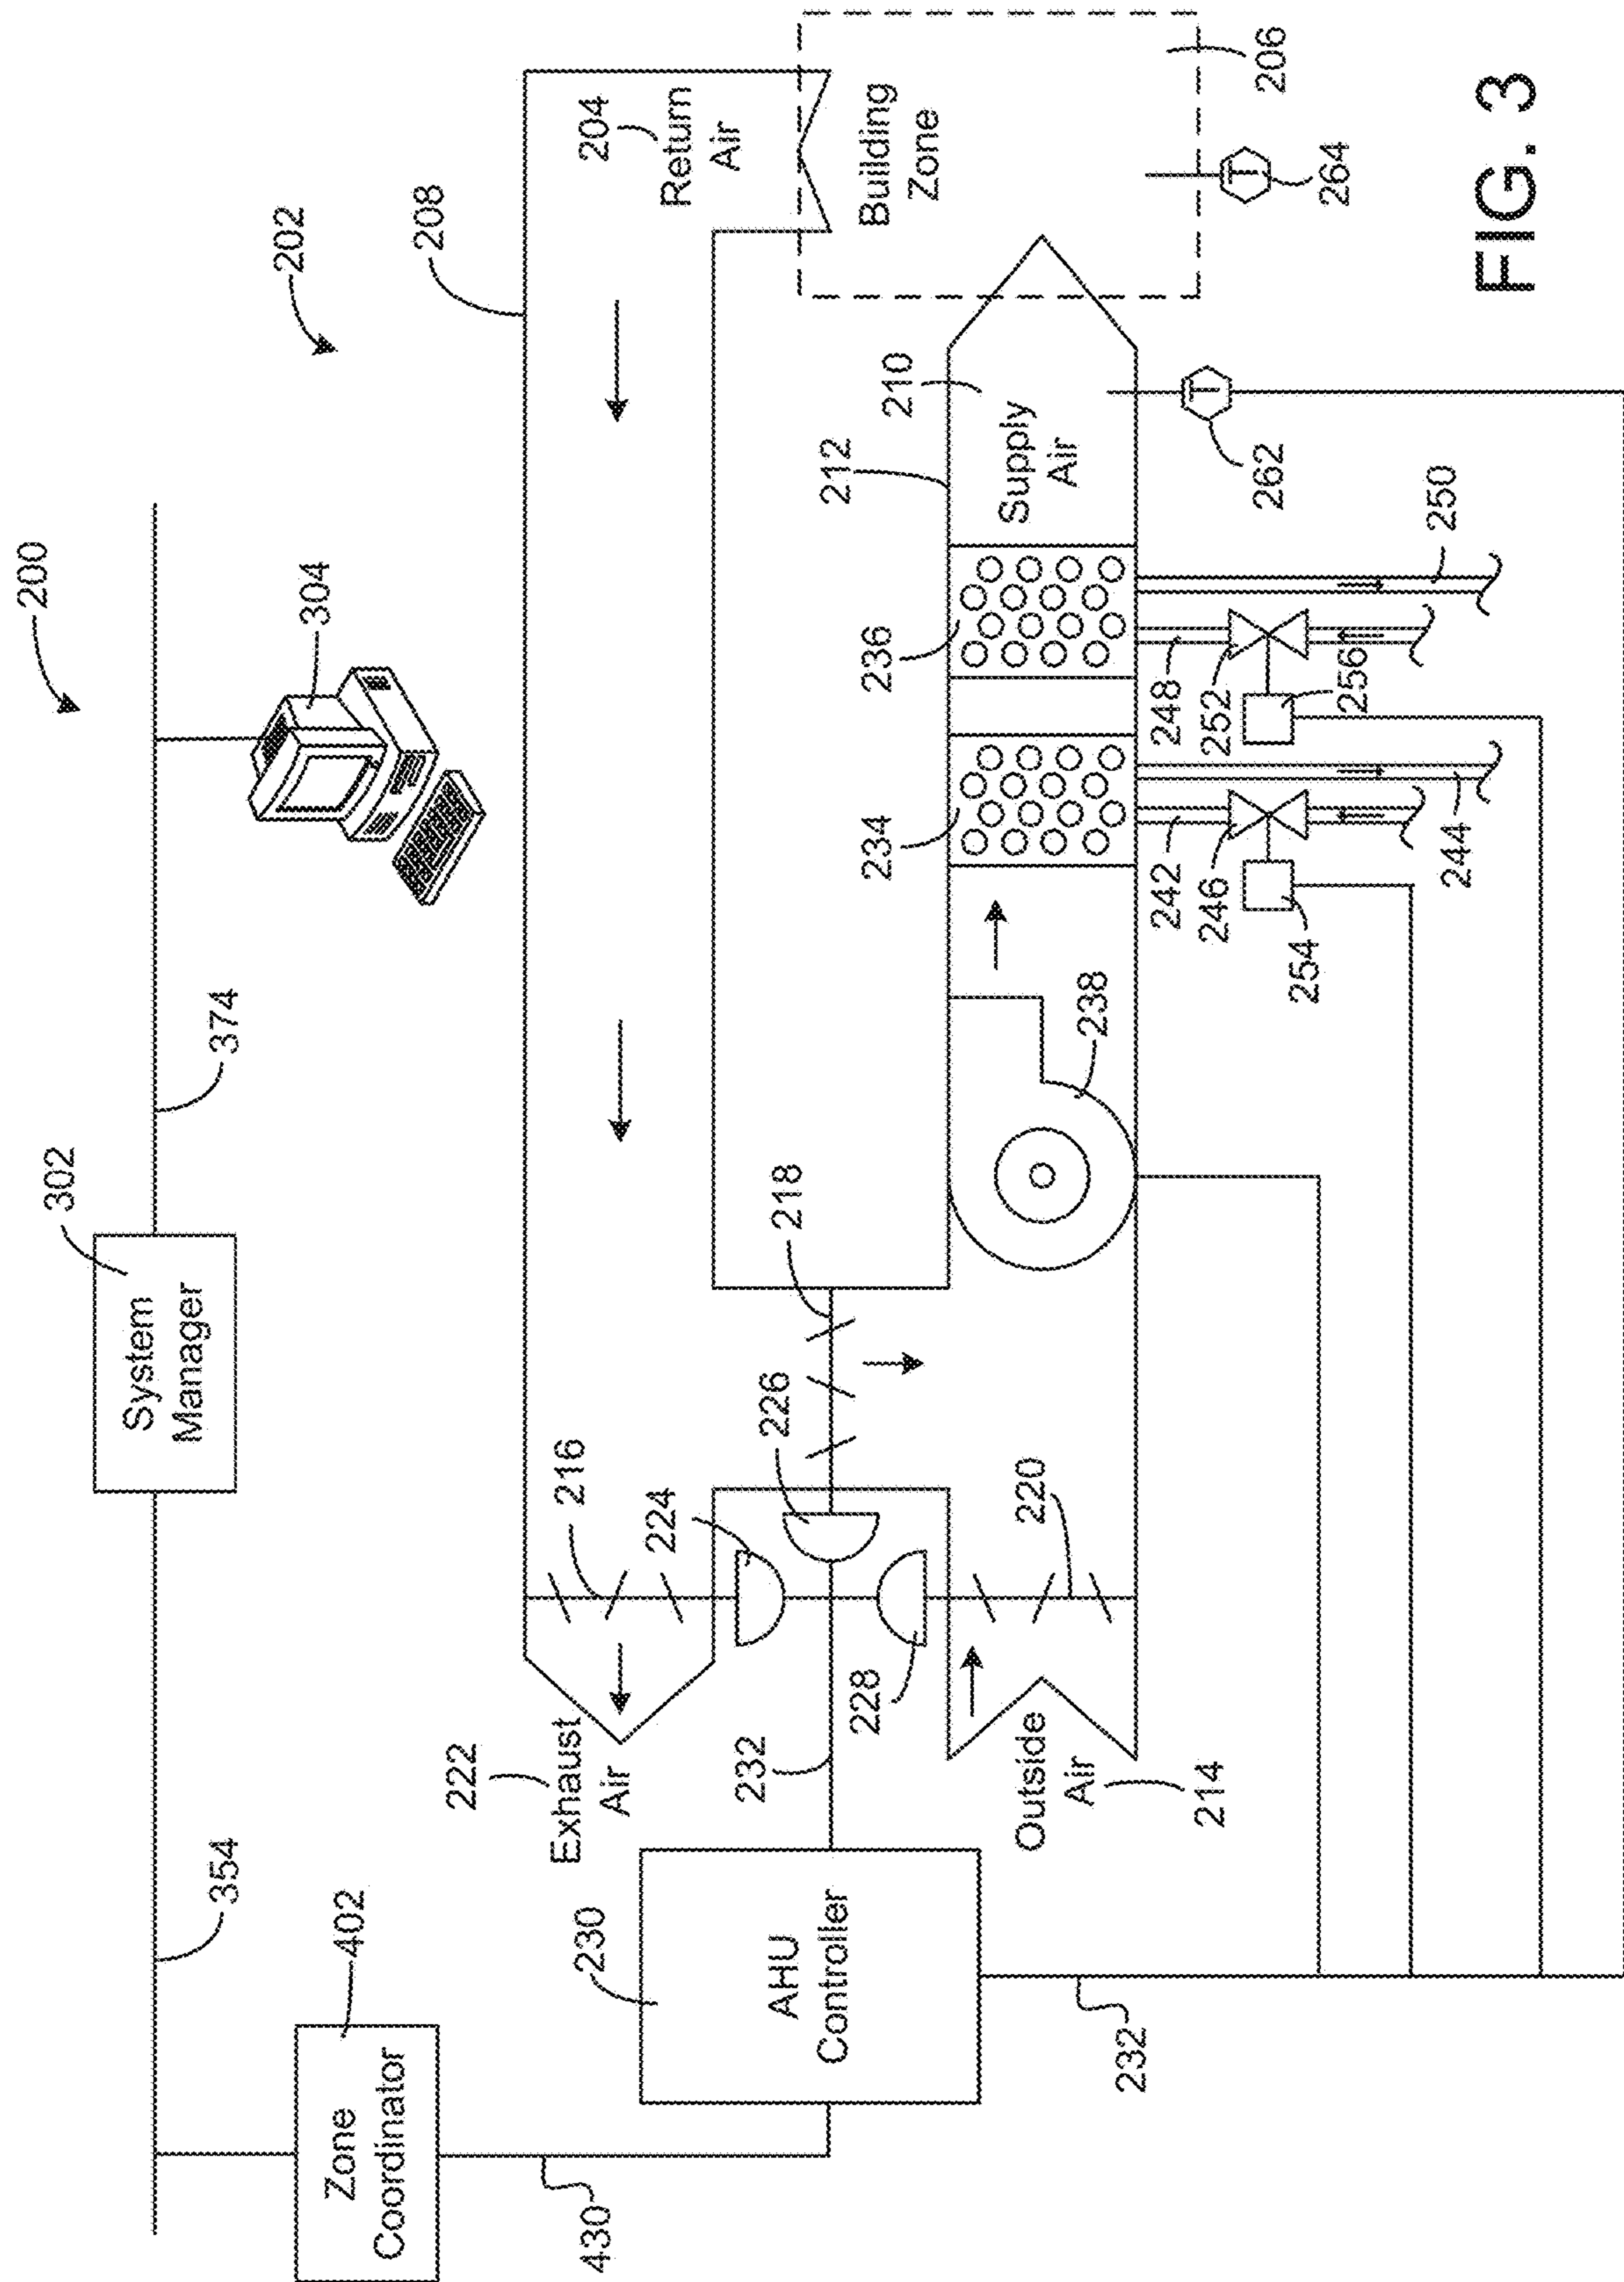 200
202
354
302
System
Manager
374
304
402
Zone
Coordinator
430
208
204
Return
Air
222
Exhaust
Air
216
224
226
218
230
AHU
Controller
232
228
Outside
Air
214
220
238
234
236
212
210
Supply
Air
Building
Zone
206
242
246
254
244
248
252
256
250
262
T
264
T
232
FIG. 3